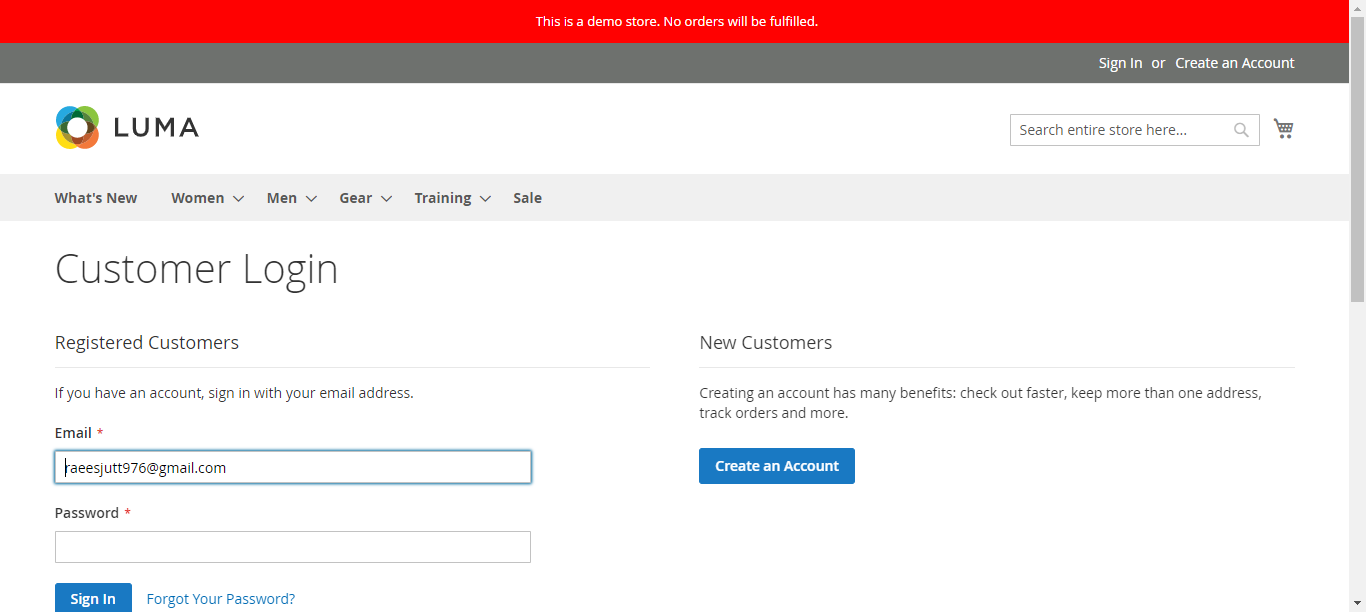 This is a demo store. No orders will be fulfilled.
Sign In or Create an Account
LUMA
Search entire store here...
What's New Women Men Gear Training Sale
Customer Login
Registered Customers
If you have an account, sign in with your email address.
Email *
raeesjutt976@gmail.com
Password *
Sign In Forgot Your Password?
New Customers
Creating an account has many benefits: check out faster, keep more than one address,
track orders and more.
Create an Account